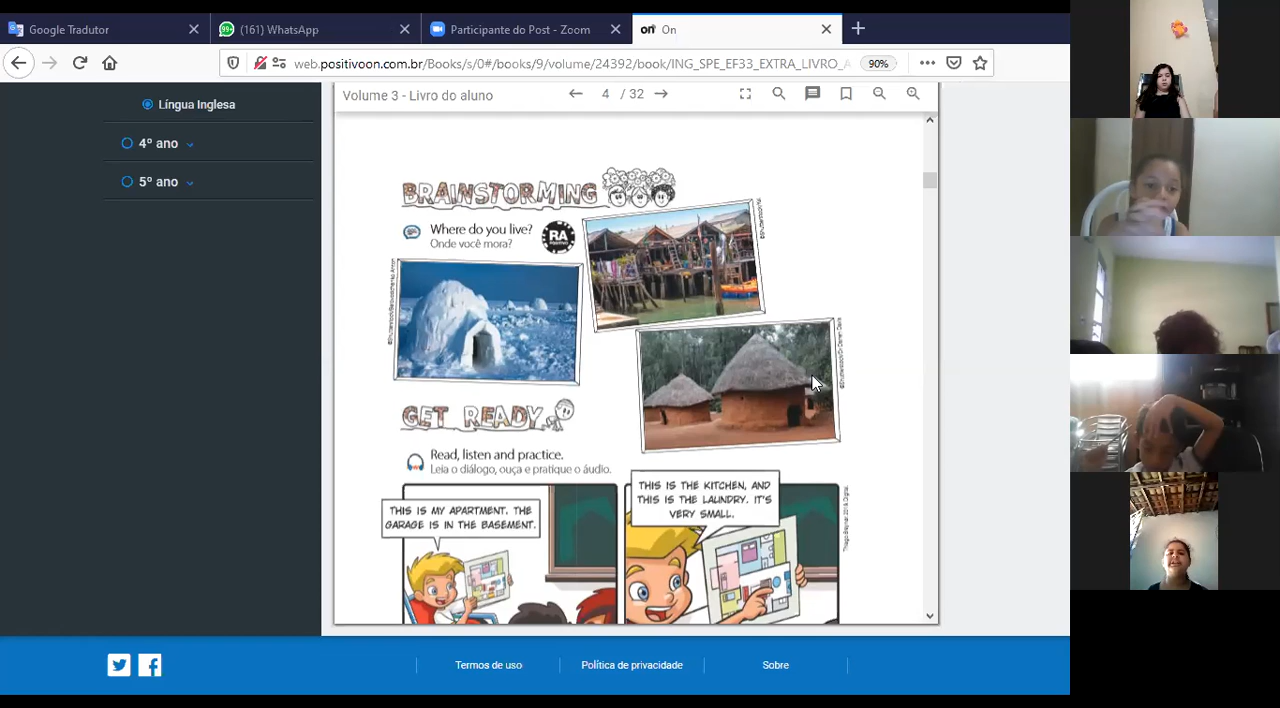 Google Tradutor
99+
(161) WhatsApp
Participante do Post - Zoom
on
On
web.positivoon.com.br/Books/s/0#/books/9/volume/24392/book/ING_SPE_EF33_EXTRA_LIVRO_A
90%
Língua Inglesa
4º ano
5º ano
Volume 3 - Livro do aluno
4 / 32
BRAINSTORMING
Where do you live?
Onde você mora?
RA
POSITIVO
GET READY
Read, listen and practice.
Leia o diálogo, ouça e pratique o áudio.
THIS IS MY APARTMENT. THE
GARAGE IS IN THE BASEMENT.
THIS IS THE KITCHEN, AND
THIS IS THE LAUNDRY. IT'S
VERY SMALL.
Termos de uso
Política de privacidade
Sobre